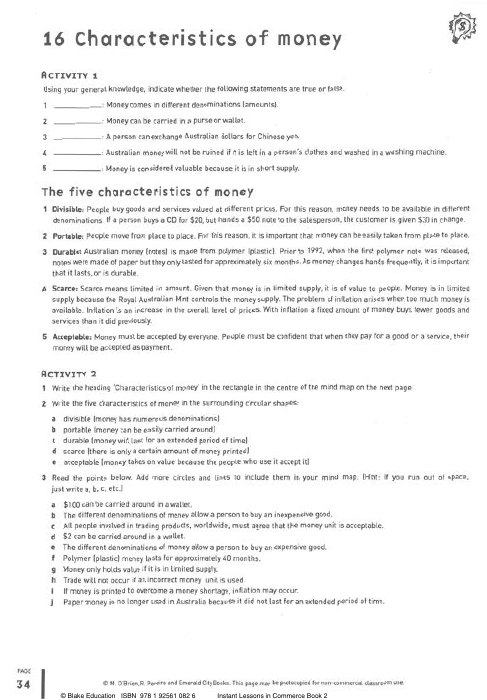 16 Characteristics of money
ACTIVITY 1
Using your general knowledge, indicate whether the following statements are true or false.
1 __________: Money comes in different denominations (amounts).
2 __________: Money can be carried in a purse or wallet.
3 __________: A person can exchange Australian dollars for Chinese yen.
4 __________: Australian money will not be ruined if it is left in a person's clothes and washed in a washing machine.
5 __________: Money is considered valuable because it is in short supply.
The five characteristics of money
1 Divisible: People buy goods and services valued at different prices. For this reason, money needs to be available in different
denominations. If a person buys a CD for $20, but hands a $50 note to the salesperson, the customer is given $30 in change.
2 Portable: People move from place to place. For this reason, it is important that money can be easily taken from place to place.
3 Durable: Australian money (notes) is made from polymer (plastic). Prior to 1992, when the first polymer note was released,
notes were made of paper but they only lasted for approximately six months. As money changes hands frequently, it is important
that it lasts, or is durable.
4 Scarce: Scarce means limited in amount. Given that money is in limited supply, it is of value to people. Money is in limited
supply because the Royal Australian Mint controls the money supply. The problem of inflation arises when too much money is
available. Inflation is an increase in the overall level of prices. With inflation a fixed amount of money buys fewer goods and
services than it did previously.
5 Acceptable: Money must be accepted by everyone. People must be confident that when they pay for a good or a service, their
money will be accepted as payment.
ACTIVITY 2
1 Write the heading 'Characteristics of money' in the rectangle in the centre of the mind map on the next page.
2 Write the five characteristics of money in the surrounding circular shapes:
a divisible (money has numerous denominations)
b portable (money can be easily carried around)
c durable (money will last for an extended period of time)
d scarce (there is only a certain amount of money printed)
e acceptable (money takes on value because the people who use it accept it)
3 Read the points below. Add more circles and lines to include them in your mind map. (Hint: If you run out of space,
just write a, b, c, etc.)
a $100 can be carried around in a wallet.
b The different denominations of money allow a person to buy an inexpensive good.
c All people involved in trading products, worldwide, must agree that the money unit is acceptable.
d $2 can be carried around in a wallet.
e The different denominations of money allow a person to buy an expensive good.
f Polymer (plastic) money lasts for approximately 40 months.
g Money only holds value if it is in limited supply.
h Trade will not occur if an incorrect money unit is used.
i If money is printed to overcome a money shortage, inflation may occur.
j Paper money is no longer used in Australia because it did not last for an extended period of time.
PAGE
34
© M. O'Brien, R. Pereira and Emerald City Books. This page may be photocopied for non-commercial classroom use.
© Blake Education ISBN 978 1 92561 082 6 Instant Lessons in Commerce Book 2